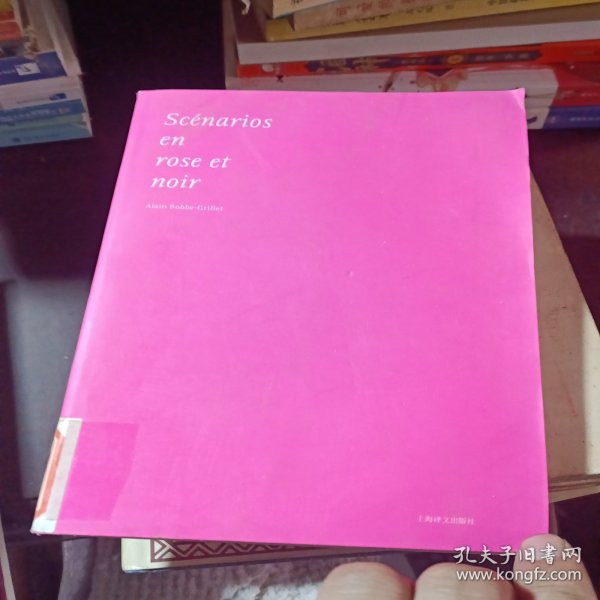 Scénarios
en
rose et
noir
Alain Robbe-Grillet
上海译文出版社
孔夫子旧书网
www.kongfz.com